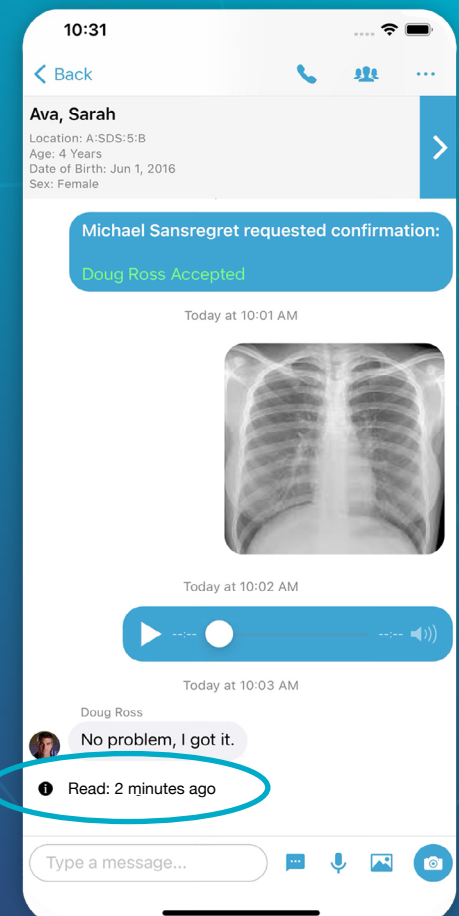 10:31
Back
Ava, Sarah
Location: A:SDS:5:B
Age: 4 Years
Date of Birth: Jun 1, 2016
Sex: Female
Michael Sansregret requested confirmation:
Doug Ross Accepted
Today at 10:01 AM
Today at 10:02 AM
--:-- --:--
Today at 10:03 AM
Doug Ross
No problem, I got it.
Read: 2 minutes ago
Type a message...